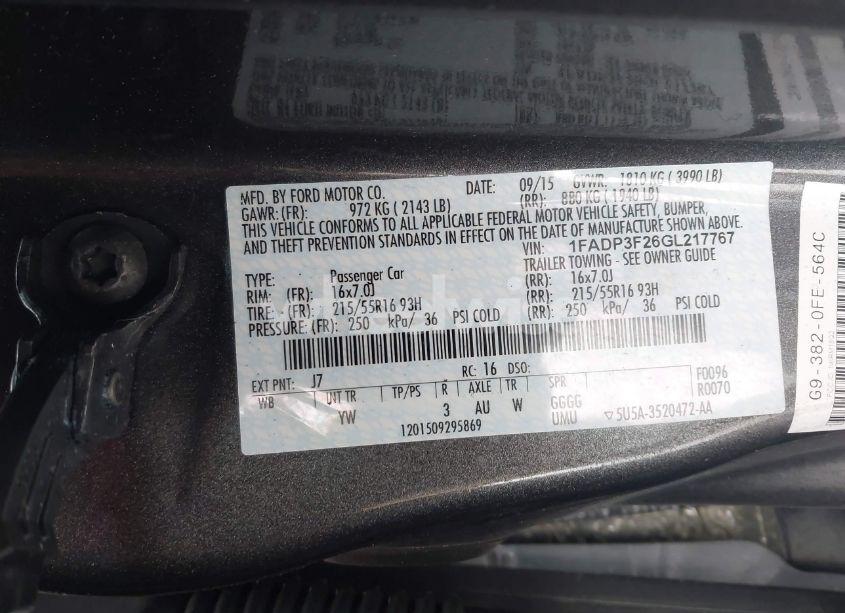 MFD. BY FORD MOTOR CO.
DATE: 09/15 GVWR: 1810 KG ( 3990 LB)
GAWR:(FR): 972 KG ( 2143 LB) (RR): 880 KG ( 1940 LB)
THIS VEHICLE CONFORMS TO ALL APPLICABLE FEDERAL MOTOR VEHICLE SAFETY, BUMPER,
THEFT PREVENTION STANDARDS IN EFFECT ON THE DATE OF MANUFACTURE SHOWN ABOVE.
VIN: 1FADP3F26GL217767
TYPE: Passenger Car TRAILER TOWING - SEE OWNER GUIDE
RIM: (FR): 16x7.0J (RR): 16x7.0J
TIRE: (FR): 215/55R16 93H (RR): 215/55R16 93H
PRESSURE: (FR): 250 kPa/ 36 PSI COLD (RR): 250 kPa/ 36 PSI COLD
EXT PNT: J7 RC: 16 DSO: F0096
WB INT TR TP/PS R AXLE TR SPR R0070
YW 3 AU W GGGG
UMU ▽5U5A-3520472-AA
1201509295869
G9-382-0FE-564C